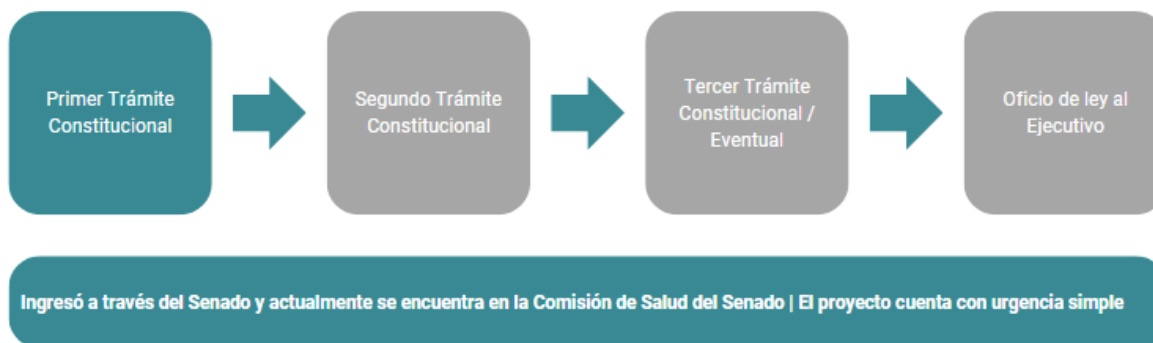 Primer Trámite
Constitucional
Segundo Trámite
Constitucional
Tercer Trámite
Constitucional /
Eventual
Oficio de ley al
Ejecutivo
Ingresó a través del Senado y actualmente se encuentra en la Comisión de Salud del Senado | El proyecto cuenta con urgencia simple